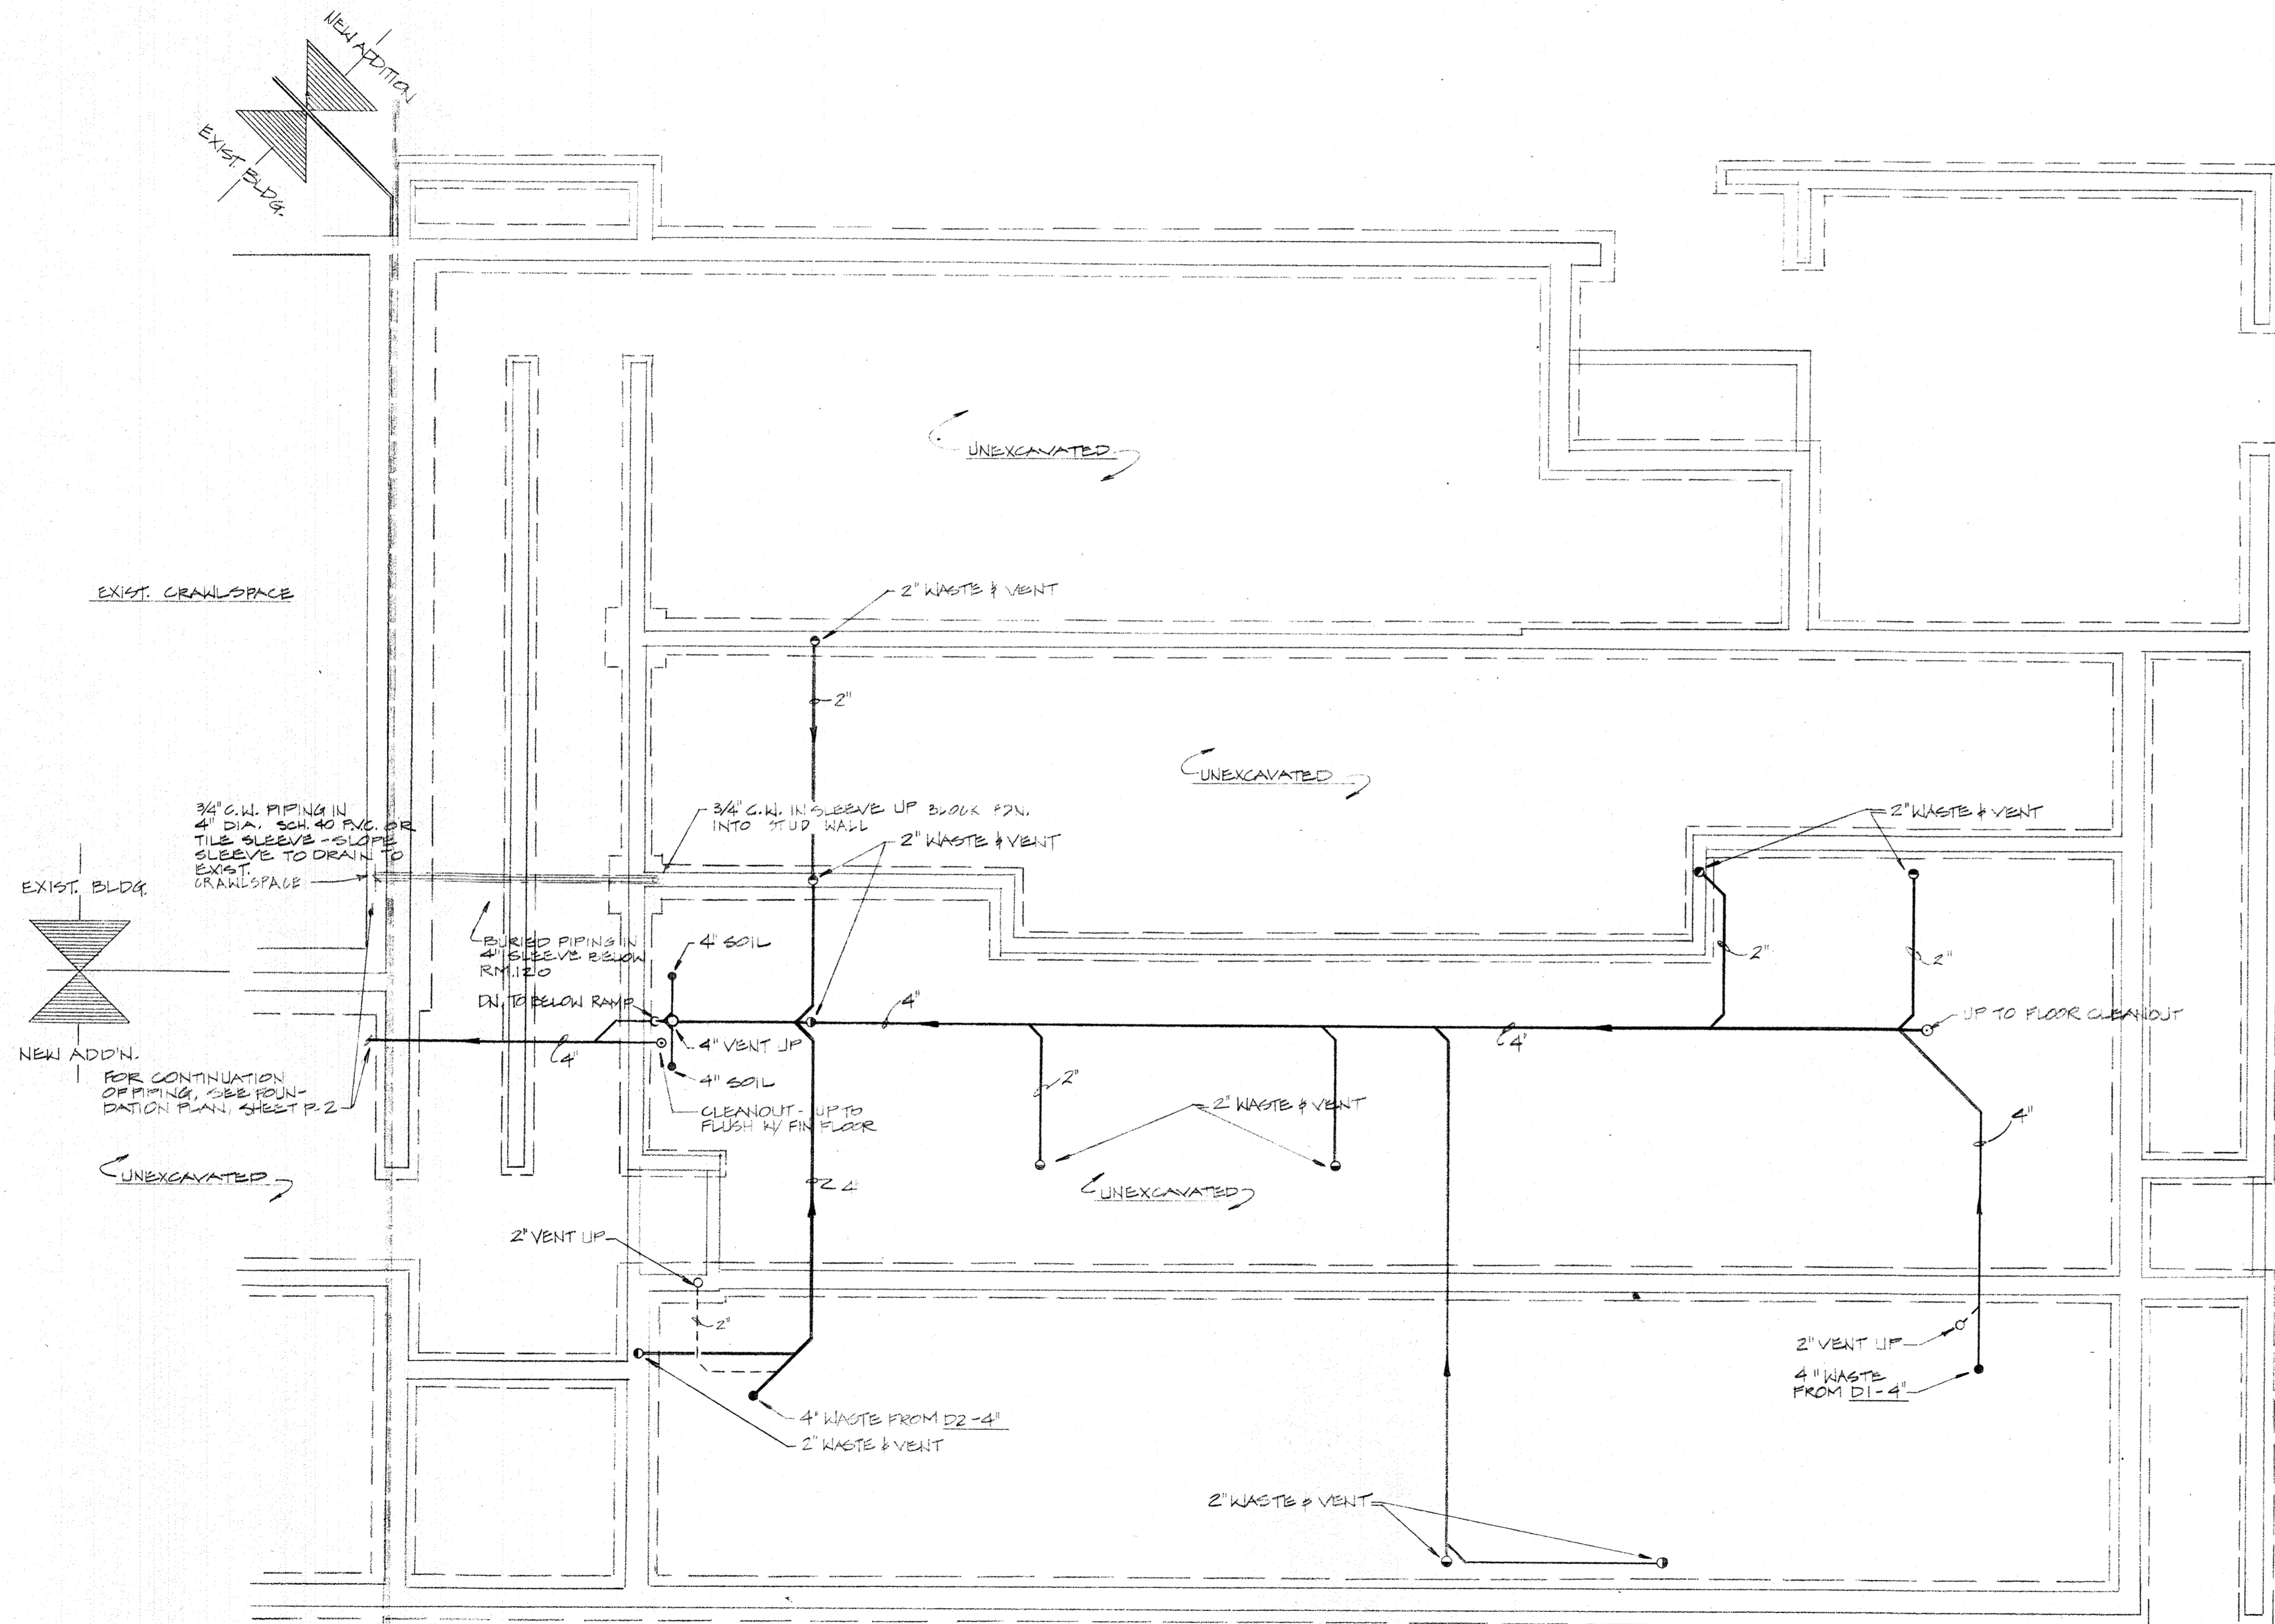 NEW ADDITION
EXIST. BLDG.
UNEXCAVATED
EXIST. CRAWLSPACE
2" WASTE & VENT
2"
UNEXCAVATED
3/4" C.W. PIPING IN
4" DIA. SCH. 40 P.V.C. OR
TILE SLEEVE - SLOPE
SLEEVE TO DRAIN TO
EXIST.
CRAWLSPACE
3/4" C.W. IN SLEEVE UP BLOCK FDN.
INTO STUD WALL
2" WASTE & VENT
2" WASTE & VENT
EXIST. BLDG.
NEW ADD'N.
BURIED PIPING IN
4" SLEEVE BELOW
RM. 120
4" SOIL
2"
2"
DN. TO BELOW RAMP
4"
UP TO FLOOR CLEANOUT
4"
4" VENT UP
4'
4" SOIL
2"
FOR CONTINUATION
OF PIPING, SEE FOUN-
DATION PLAN, SHEET P-2
CLEANOUT - UP TO
FLUSH W/ FIN FLOOR
2" WASTE & VENT
4"
UNEXCAVATED
4"
UNEXCAVATED
2" VENT UP
2"
2" VENT UP
4" WASTE
FROM D1-4"
4" WASTE FROM D2-4"
2" WASTE & VENT
2" WASTE & VENT